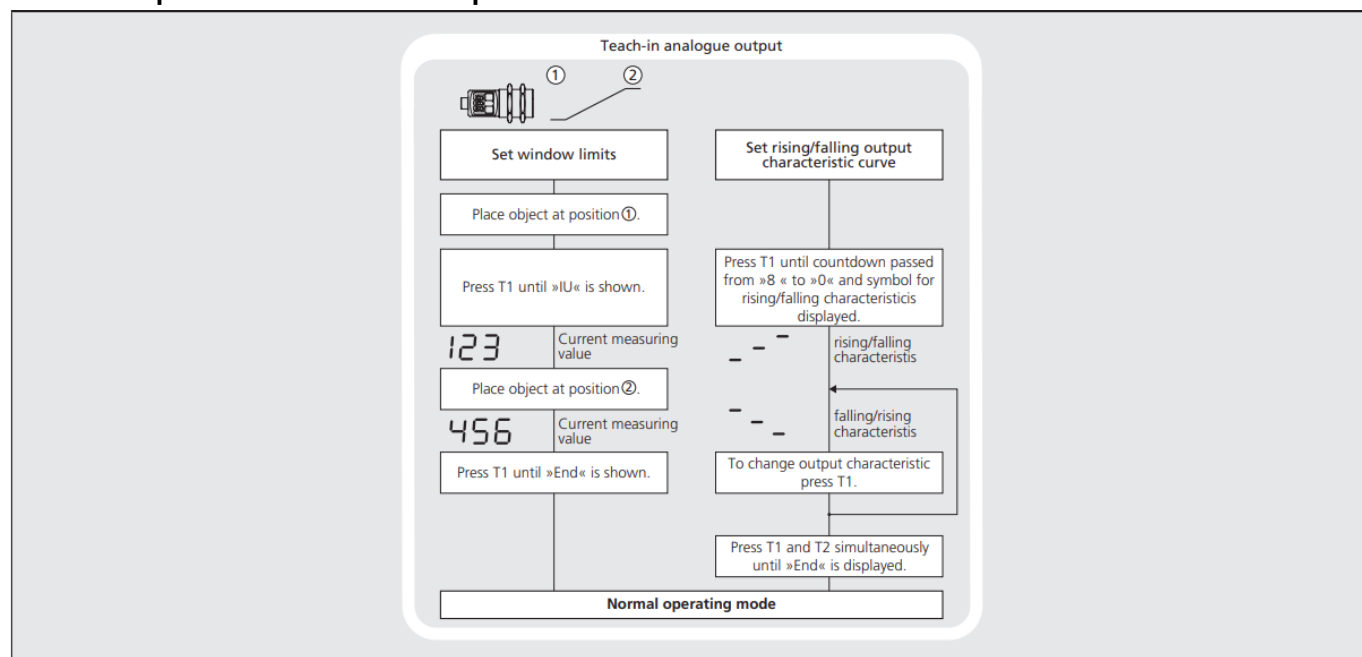 Teach-in analogue output
① ②
Set window limits
Place object at position①.
Press T1 until »IU« is shown.
123
Current measuring
value
Place object at position②.
456
Current measuring
value
Press T1 until »End« is shown.
Set rising/falling output
characteristic curve
Press T1 until countdown passed
from »8 « to »0« and symbol for
rising/falling characteristicis
displayed.
rising/falling
characteristis
falling/rising
characteristis
To change output characteristic
press T1.
Press T1 and T2 simultaneously
until »End« is displayed.
Normal operating mode